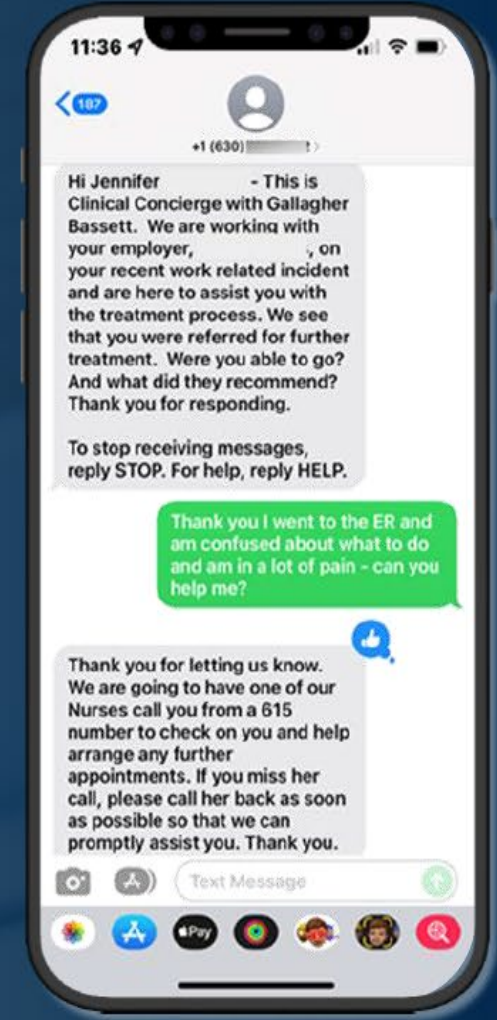 11:36
187
+1 (630)
Hi Jennifer - This is
Clinical Concierge with Gallagher
Bassett. We are working with
your employer, , on
your recent work related incident
and are here to assist you with
the treatment process. We see
that you were referred for further
treatment. Were you able to go?
And what did they recommend?
Thank you for responding.
To stop receiving messages,
reply STOP. For help, reply HELP.
Thank you I went to the ER and
am confused about what to do
and am in a lot of pain - can you
help me?
Thank you for letting us know.
We are going to have one of our
Nurses call you from a 615
number to check on you and help
arrange any further
appointments. If you miss her
call, please call her back as soon
as possible so that we can
promptly assist you. Thank you.
Text Message
Pay